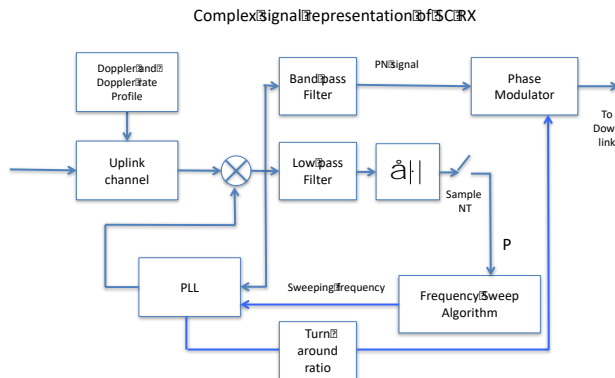 Complex signal representation of SC RX
Doppler and
Doppler rate
Profile
Band pass
Filter
PN signal
Phase
Modulator
To
Down
link
Uplink
channel
Low pass
Filter
å|·|
Sample
NT
P
PLL
Sweeping frequency
Frequency Sweep
Algorithm
Turn
around
ratio